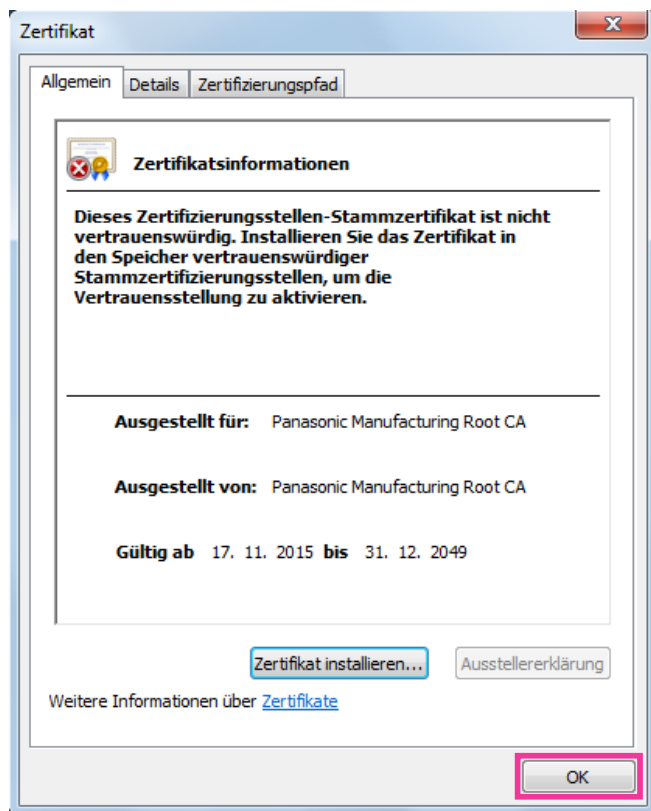 Zertifikat
Allgemein Details Zertifizierungspfad
Zertifikatsinformationen
Dieses Zertifizierungsstellen-Stammzertifikat ist nicht
vertrauenswürdig. Installieren Sie das Zertifikat in
den Speicher vertrauenswürdiger
Stammzertifizierungsstellen, um die
Vertrauensstellung zu aktivieren.
Ausgestellt für: Panasonic Manufacturing Root CA
Ausgestellt von: Panasonic Manufacturing Root CA
Gültig ab 17. 11. 2015 bis 31. 12. 2049
Zertifikat installieren... Ausstellererklärung
Weitere Informationen über Zertifikate
OK